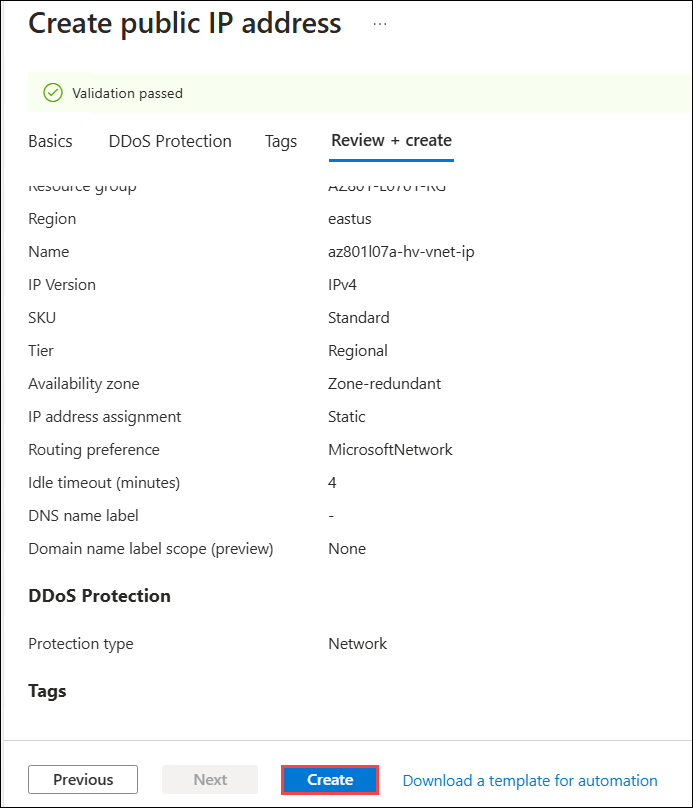 Create public IP address ...
Validation passed
Basics DDoS Protection Tags Review + create
Resource group AZ801-L0701-RG
Region eastus
Name az801l07a-hv-vnet-ip
IP Version IPv4
SKU Standard
Tier Regional
Availability zone Zone-redundant
IP address assignment Static
Routing preference MicrosoftNetwork
Idle timeout (minutes) 4
DNS name label -
Domain name label scope (preview) None
DDoS Protection
Protection type Network
Tags
Previous Next Create Download a template for automation